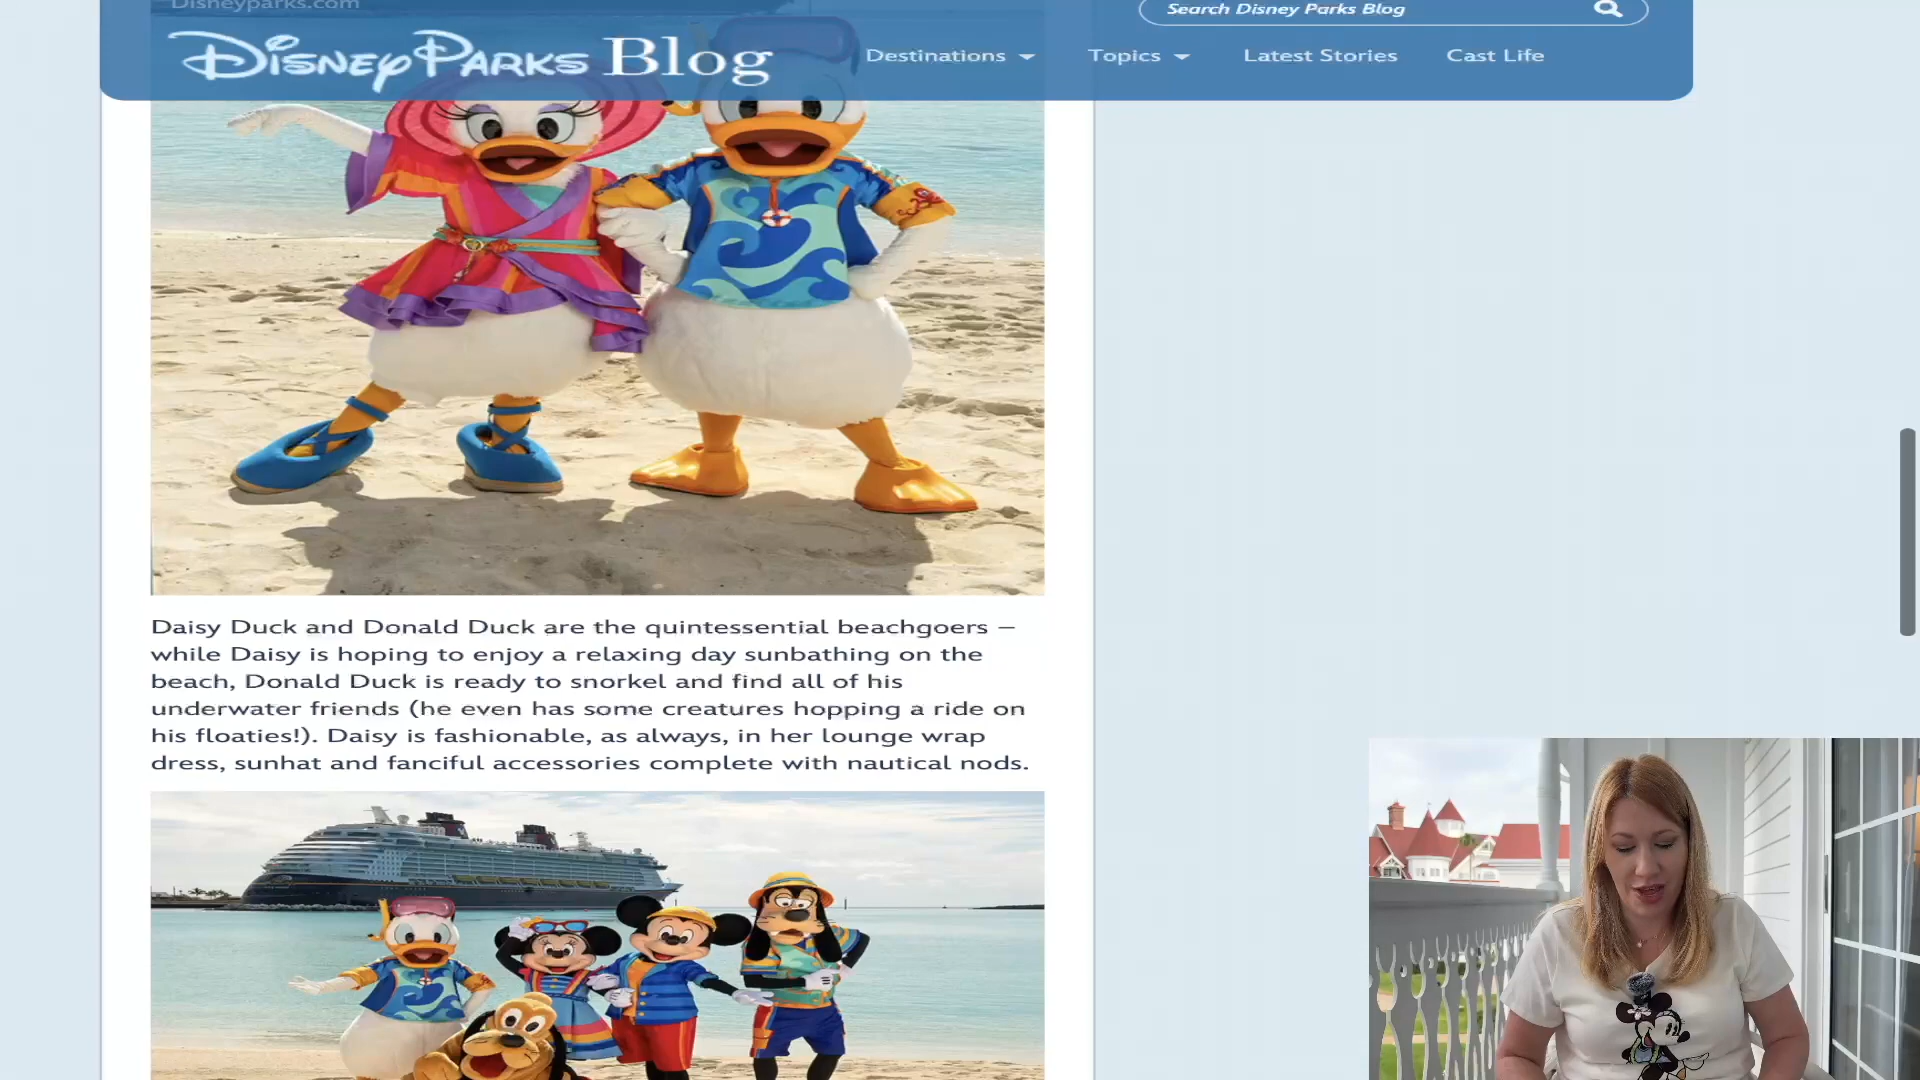 Disneyparks.com
Search Disney Parks Blog
Disney Parks Blog
Destinations
Topics
Latest Stories
Cast Life
Daisy Duck and Donald Duck are the quintessential beachgoers —
while Daisy is hoping to enjoy a relaxing day sunbathing on the
beach, Donald Duck is ready to snorkel and find all of his
underwater friends (he even has some creatures hopping a ride on
his floaties!). Daisy is fashionable, as always, in her lounge wrap
dress, sunhat and fanciful accessories complete with nautical nods.